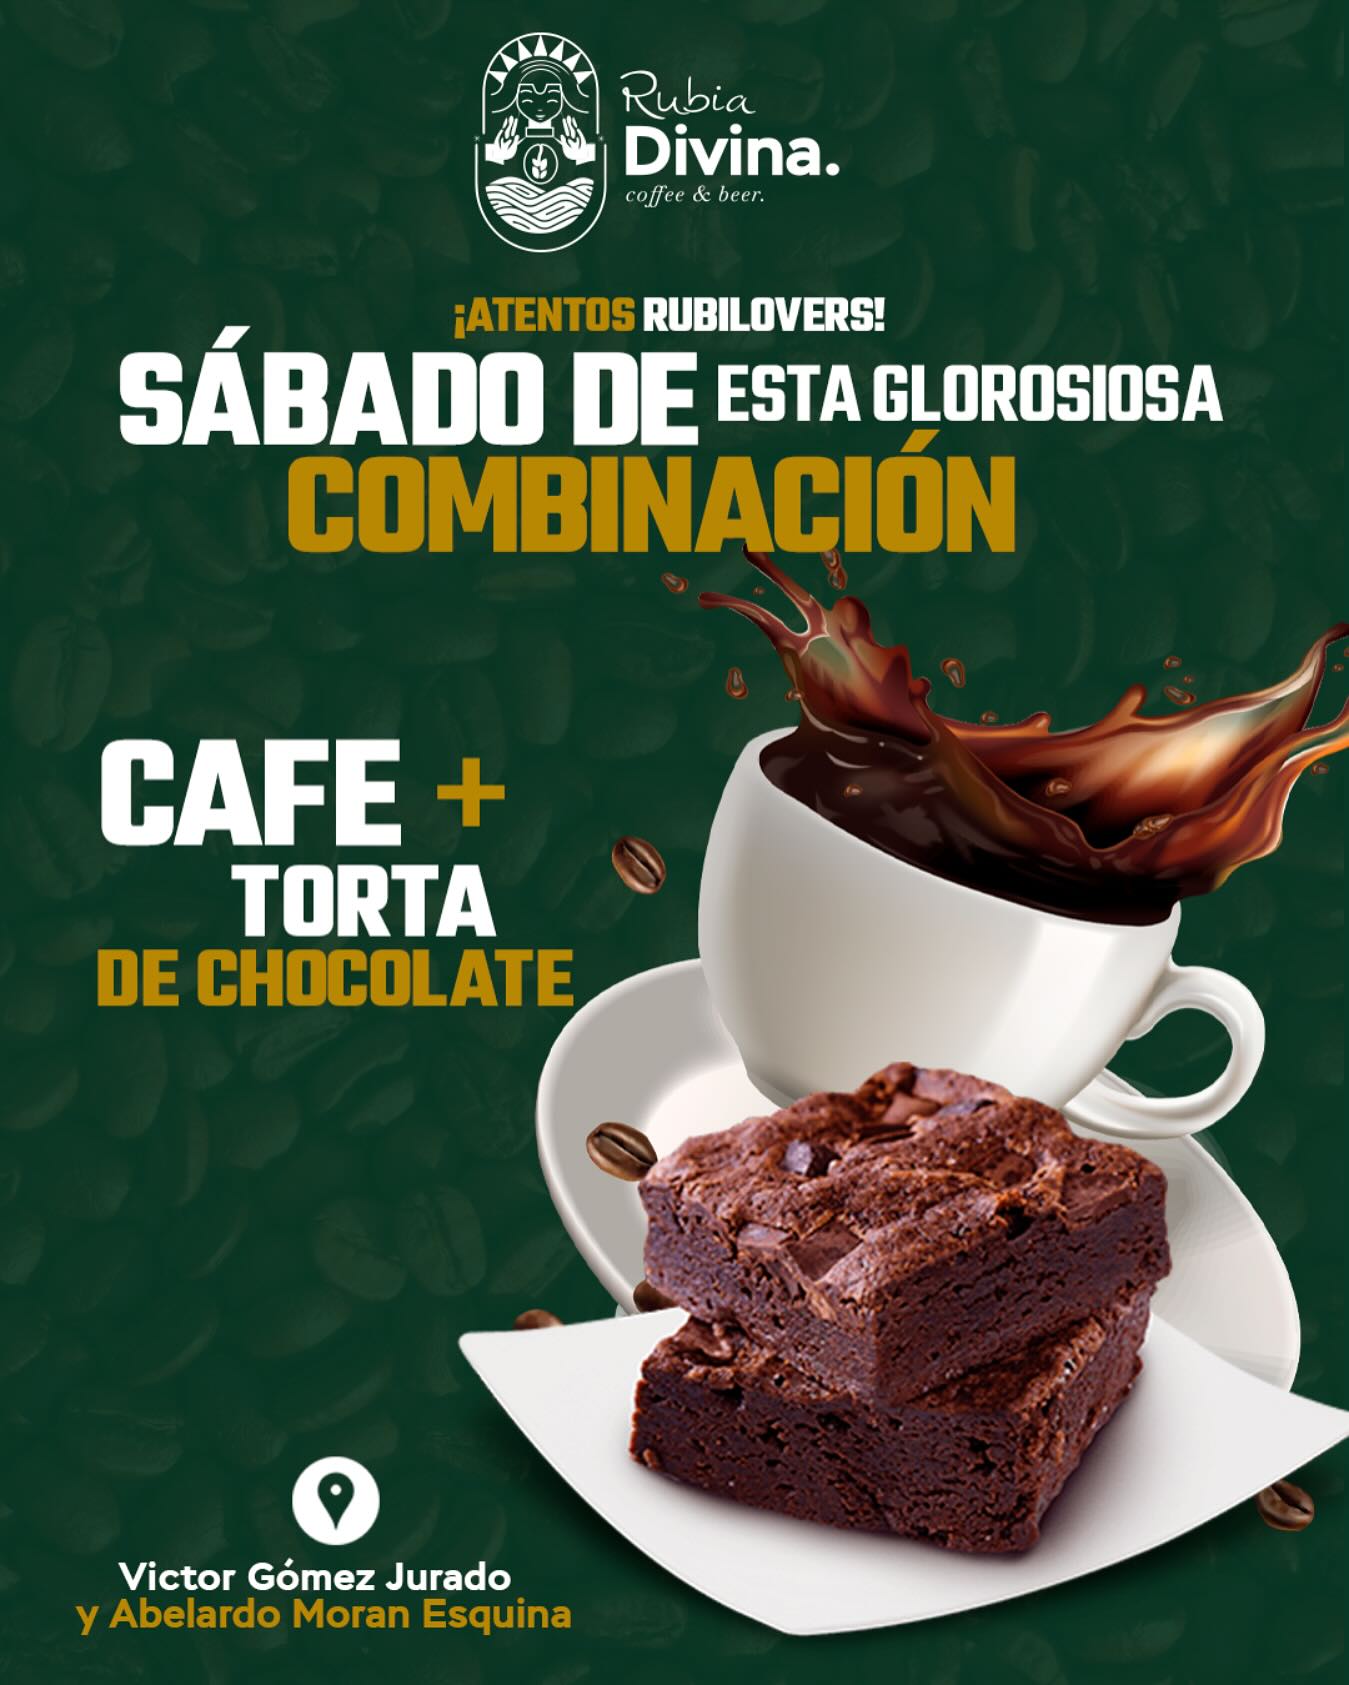 Rubia
Divina.
coffee & beer.
¡ATENTOS RUBILOVERS!
SÁBADO DE ESTA GLOROSIOSA
COMBINACIÓN
CAFE +
TORTA
DE CHOCOLATE
Victor Gómez Jurado
y Abelardo Moran Esquina